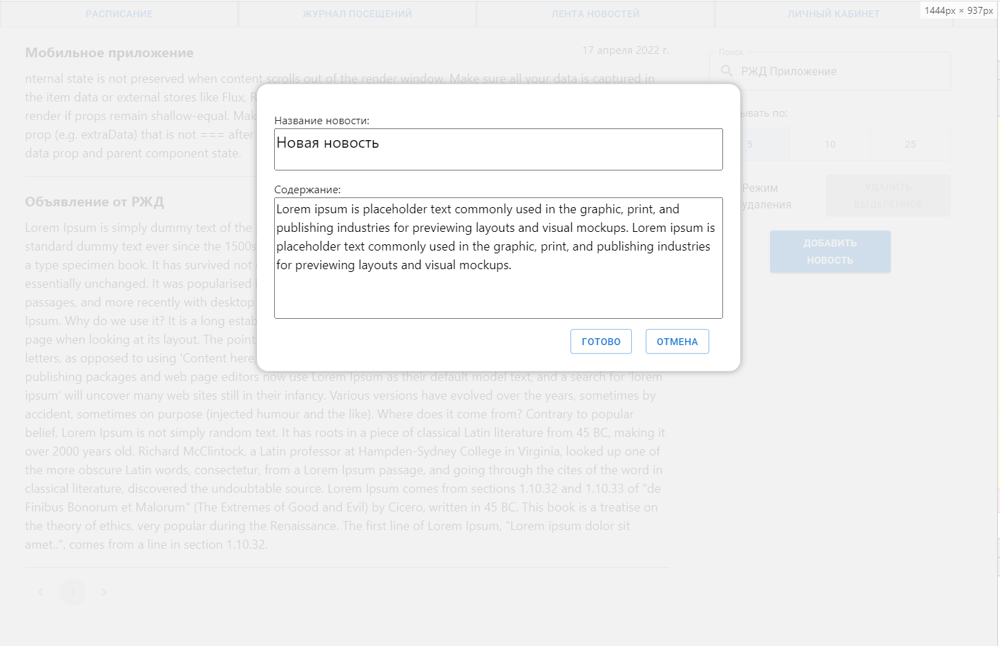 РАСПИСАНИЕ
ЖУРНАЛ ПОСЕЩЕНИЙ
ЛЕНТА НОВОСТЕЙ
ЛИЧНЫЙ КАБИНЕТ
1444px × 937px
Мобильное приложение
17 апреля 2022 г.
nternal state is not preserved when content scrolls out of the render window. Make sure all your data is captured in
the item data or external stores like Flux, R
render if props remain shallow-equal. Mak
prop (e.g. extraData) that is not === after
data prop and parent component state.
Объявление от РЖД
Lorem Ipsum is simply dummy text of the
standard dummy text ever since the 1500s
a type specimen book. It has survived not
essentially unchanged. It was popularised i
passages, and more recently with desktop
Ipsum. Why do we use it? It is a long estab
page when looking at its layout. The point
letters, as opposed to using 'Content here,
publishing packages and web page editors now use Lorem Ipsum as their default model text, and a search for 'lorem
ipsum' will uncover many web sites still in their infancy. Various versions have evolved over the years, sometimes by
accident, sometimes on purpose (injected humour and the like). Where does it come from? Contrary to popular
belief, Lorem Ipsum is not simply random text. It has roots in a piece of classical Latin literature from 45 BC, making it
over 2000 years old. Richard McClintock, a Latin professor at Hampden-Sydney College in Virginia, looked up one of
the more obscure Latin words, consectetur, from a Lorem Ipsum passage, and going through the cites of the word in
classical literature, discovered the undoubtable source. Lorem Ipsum comes from sections 1.10.32 and 1.10.33 of "de
Finibus Bonorum et Malorum" (The Extremes of Good and Evil) by Cicero, written in 45 BC. This book is a treatise on
the theory of ethics, very popular during the Renaissance. The first line of Lorem Ipsum, "Lorem ipsum dolor sit
amet..", comes from a line in section 1.10.32.
1
Название новости:
Новая новость
Содержание:
Lorem ipsum is placeholder text commonly used in the graphic, print, and
publishing industries for previewing layouts and visual mockups. Lorem ipsum is
placeholder text commonly used in the graphic, print, and publishing industries
for previewing layouts and visual mockups.
ГОТОВО
ОТМЕНА
Поиск
РЖД Приложение
ывать по:
5
10
25
Режим
удаления
УДАЛИТЬ
ВЫДЕЛЕННОЕ
ДОБАВИТЬ
НОВОСТЬ